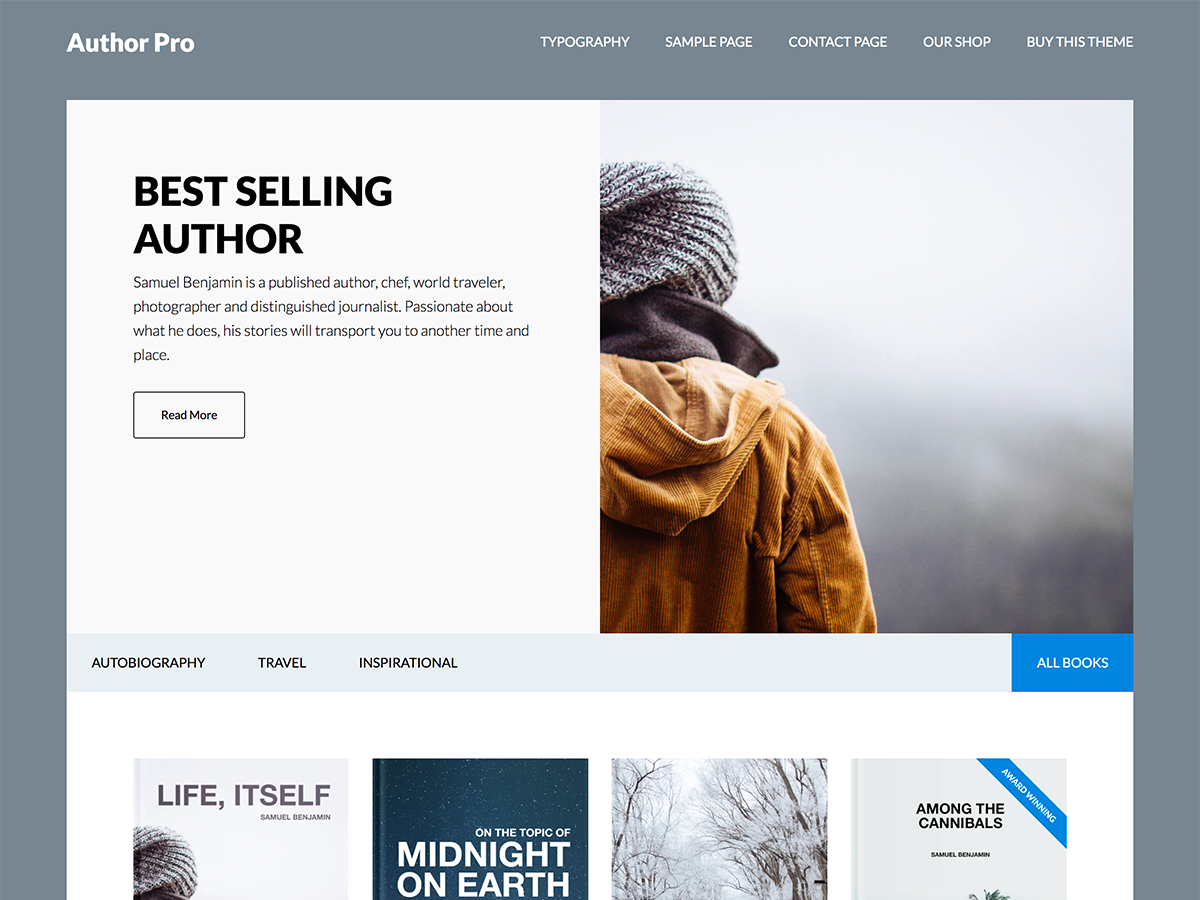 Author Pro
TYPOGRAPHY
SAMPLE PAGE
CONTACT PAGE
OUR SHOP
BUY THIS THEME
BEST SELLING
AUTHOR
Samuel Benjamin is a published author, chef, world traveler,
photographer and distinguished journalist. Passionate about
what he does, his stories will transport you to another time and
place.
Read More
AUTOBIOGRAPHY
TRAVEL
INSPIRATIONAL
ALL BOOKS
LIFE, ITSELF
SAMUEL BENJAMIN
ON THE TOPIC OF
MIDNIGHT
ON EARTH
AWARD WINNING
AMONG THE
CANNIBALS
SAMUEL BENJAMIN